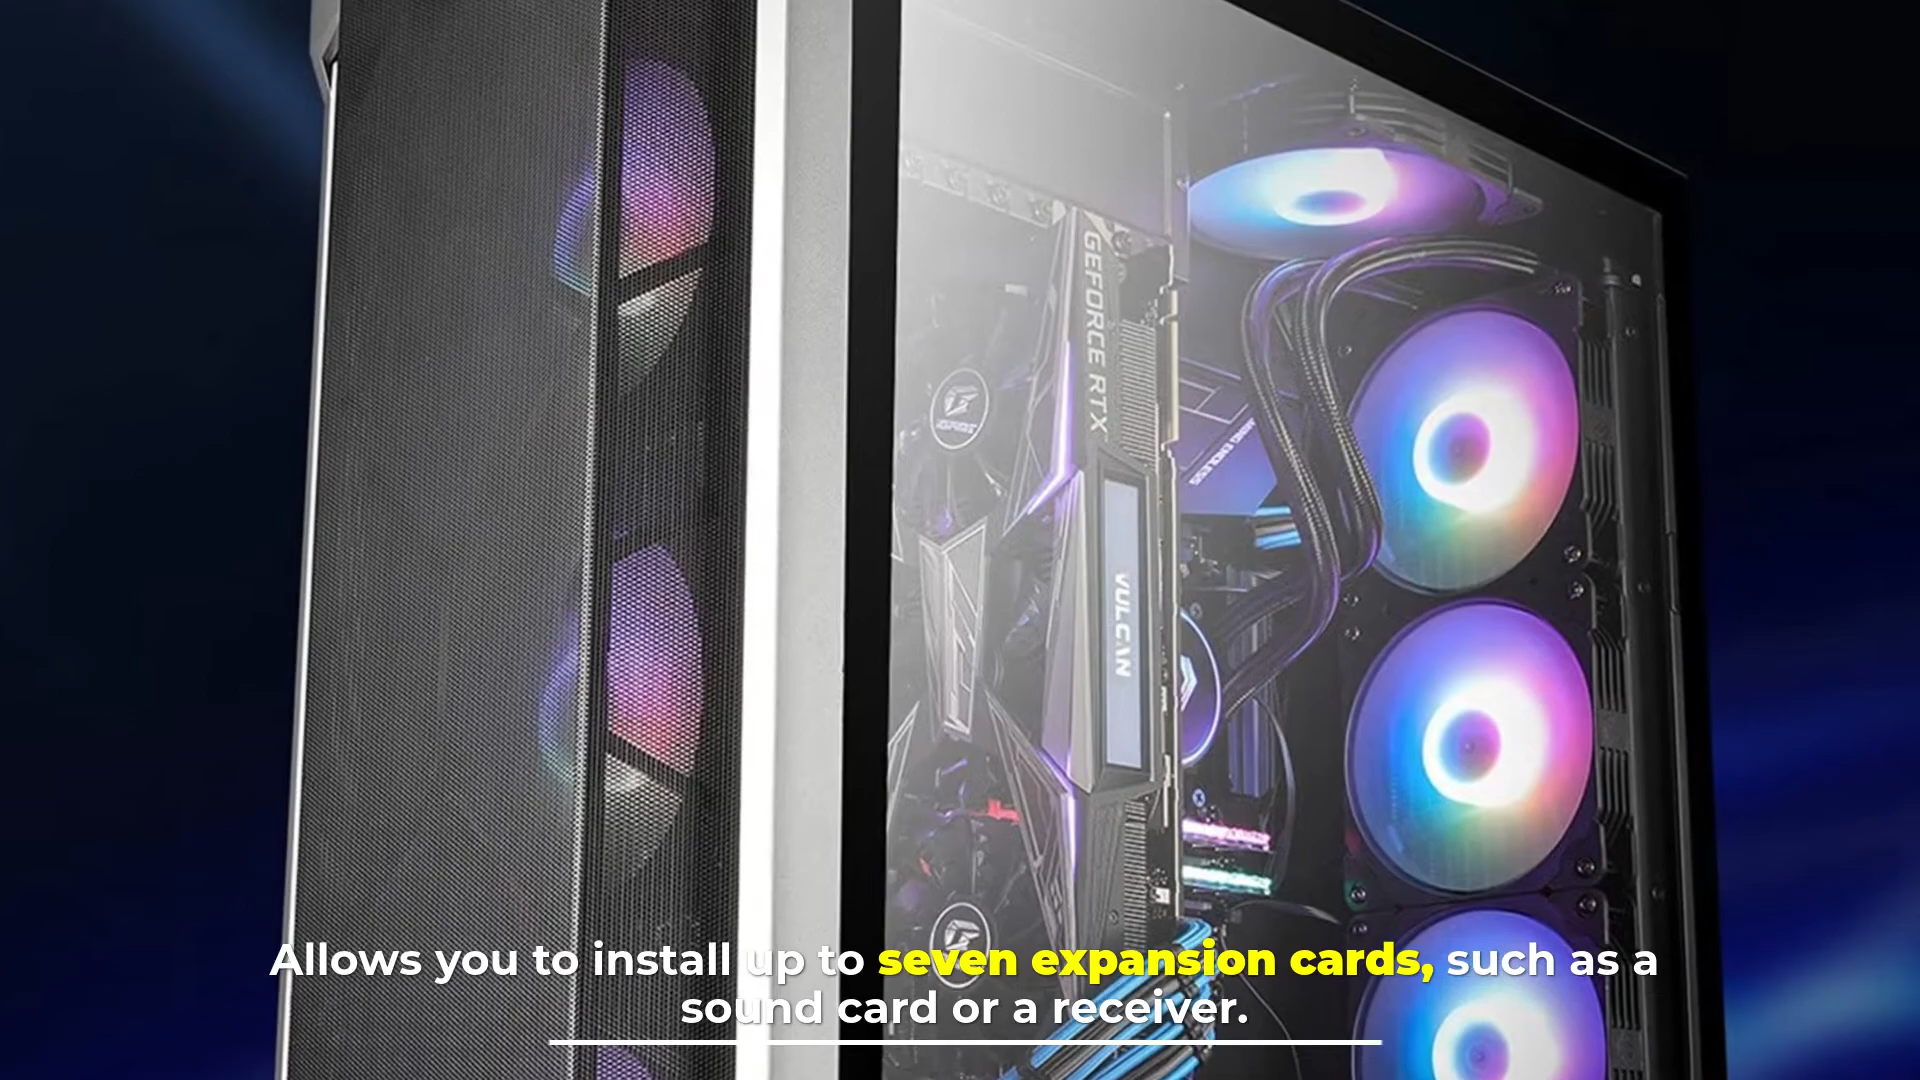 GEFORCE RTX
VULCAN
Allows you to install up to seven expansion cards, such as a
sound card or a receiver.